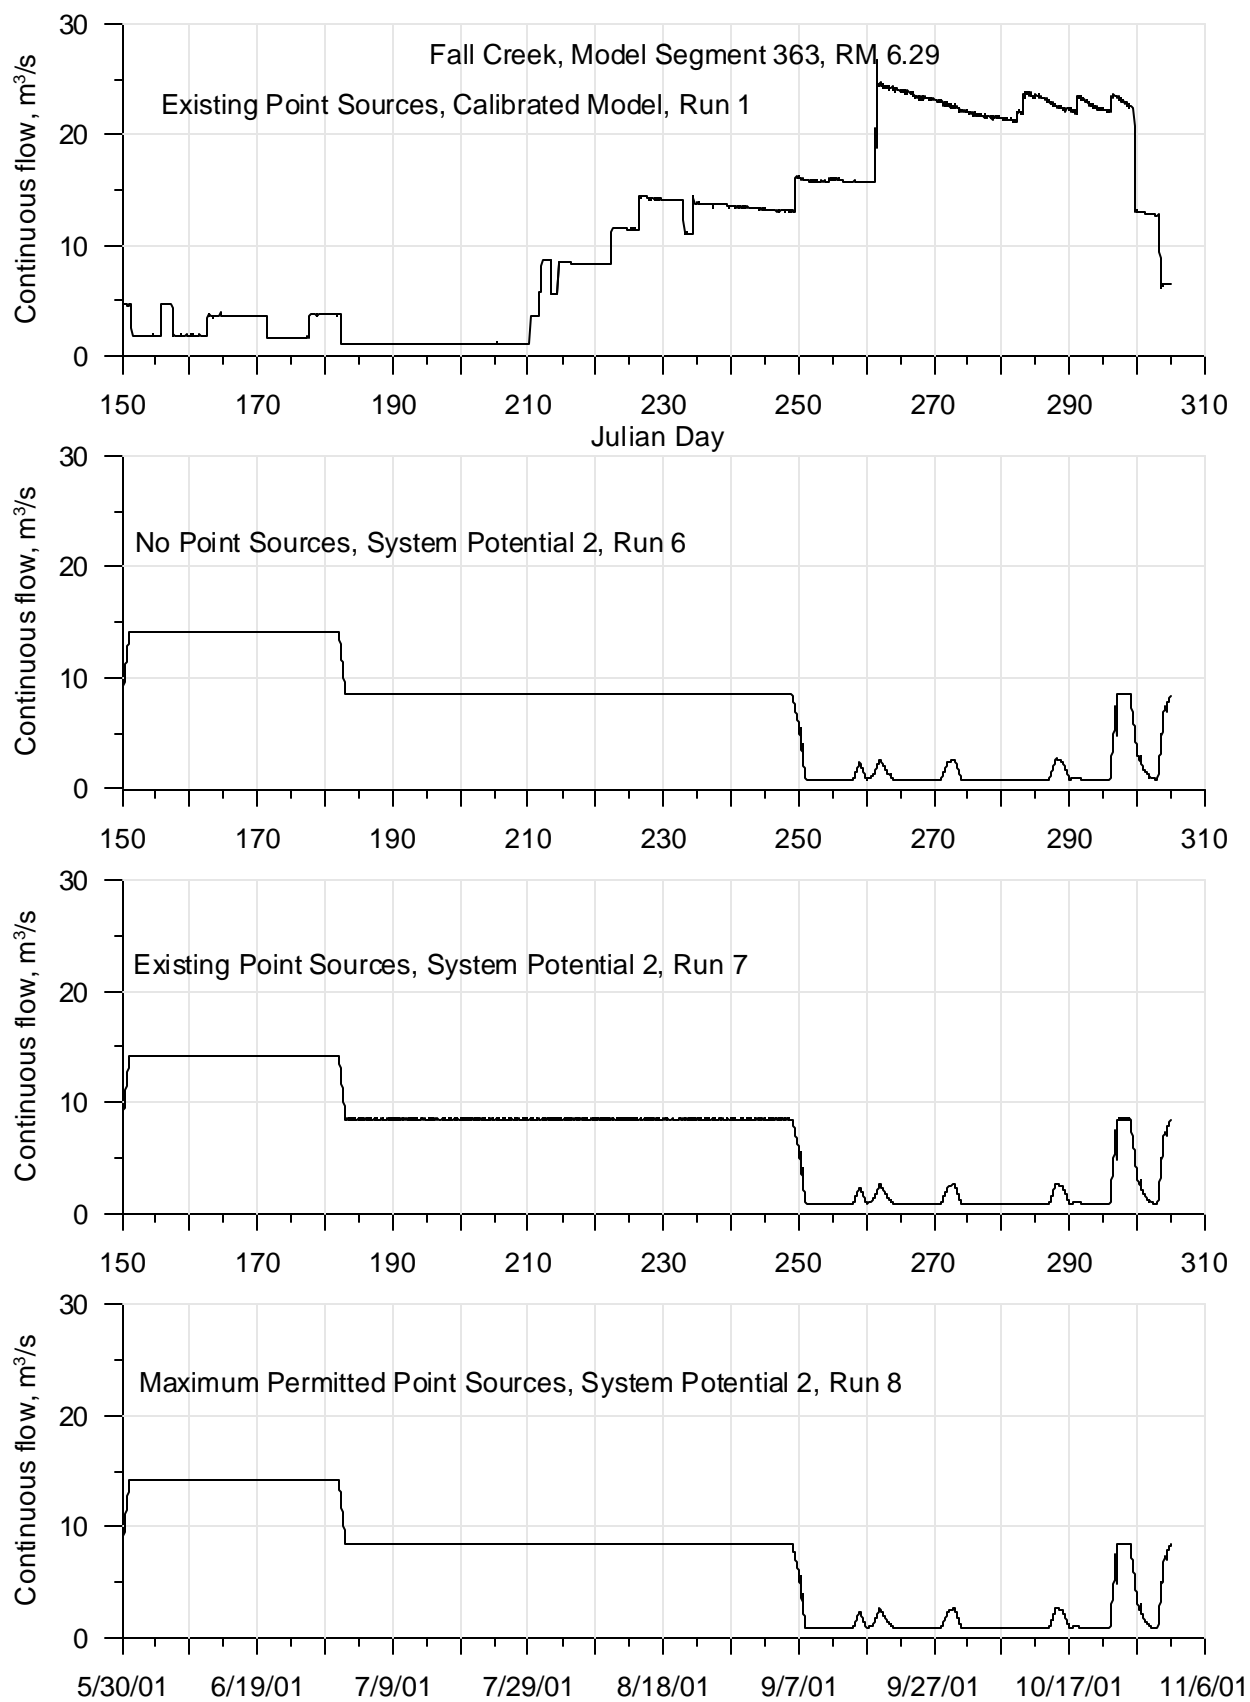 30
Fall Creek, Model Segment 363, RM 6.29
Existing Point Sources, Calibrated Model, Run 1
20
10
0
Continuous flow, m³/s
150 170 190 210 230 250 270 290 310
Julian Day
30
No Point Sources, System Potential 2, Run 6
20
10
0
Continuous flow, m³/s
150 170 190 210 230 250 270 290 310
30
Existing Point Sources, System Potential 2, Run 7
20
10
0
Continuous flow, m³/s
150 170 190 210 230 250 270 290 310
30
Maximum Permitted Point Sources, System Potential 2, Run 8
20
10
0
Continuous flow, m³/s
5/30/01 6/19/01 7/9/01 7/29/01 8/18/01 9/7/01 9/27/01 10/17/01 11/6/01